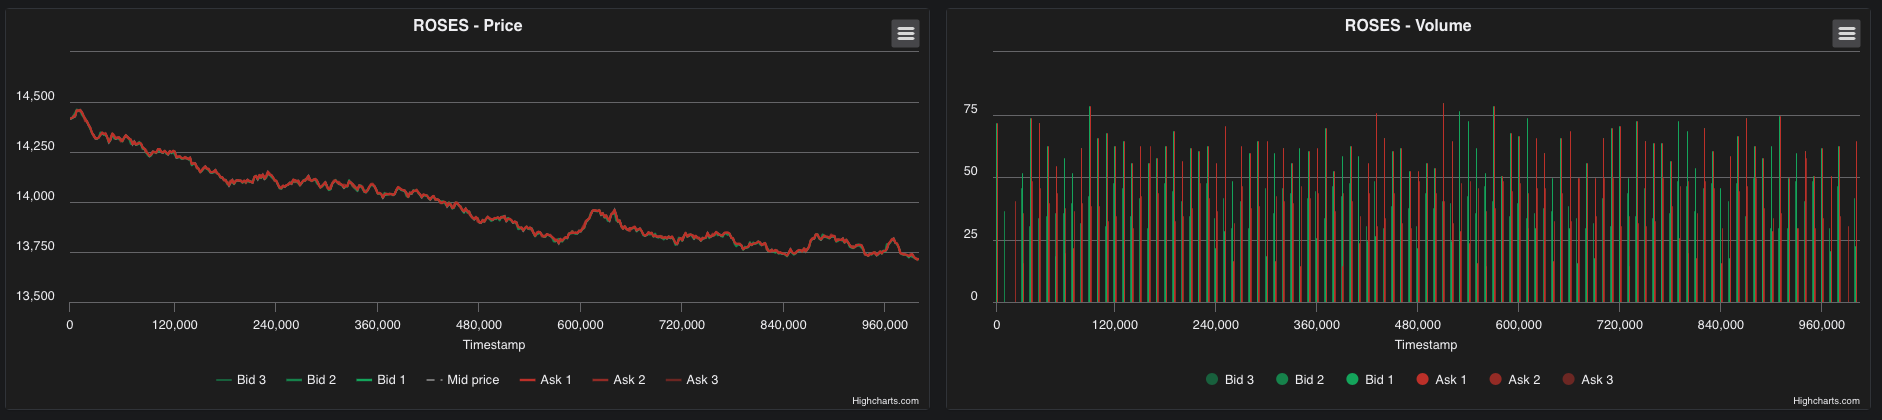 ROSES - Price
14,500
14,250
14,000
13,750
13,500
0 120,000 240,000 360,000 480,000 600,000 720,000 840,000 960,000
Timestamp
Bid 3 Bid 2 Bid 1 Mid price Ask 1 Ask 2 Ask 3
Highcharts.com
ROSES - Volume
75
50
25
0
0 120,000 240,000 360,000 480,000 600,000 720,000 840,000 960,000
Timestamp
Bid 3 Bid 2 Bid 1 Ask 1 Ask 2 Ask 3
Highcharts.com